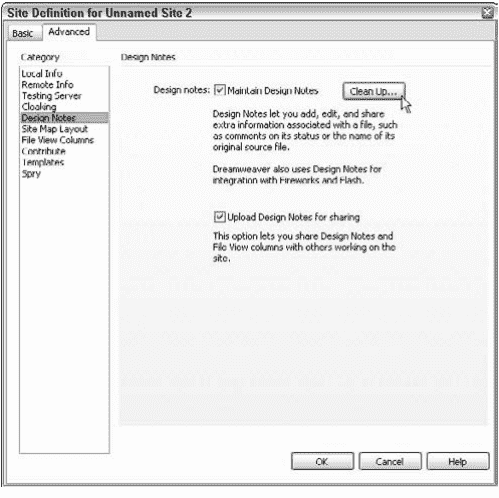 Site Definition for Unnamed Site 2
Basic
Advanced
Category
Design Notes
Local Info
Remote Info
Testing Server
Cloaking
Design Notes
Site Map Layout
File View Columns
Contribute
Templates
Spry
Design notes: Maintain Design Notes
Clean Up...
Design Notes let you add, edit, and share
extra information associated with a file, such
as comments on its status or the name of its
original source file.
Dreamweaver also uses Design Notes for
integration with Fireworks and Flash.
Upload Design Notes for sharing
This option lets you share Design Notes and
File View columns with others working on the
site.
OK
Cancel
Help